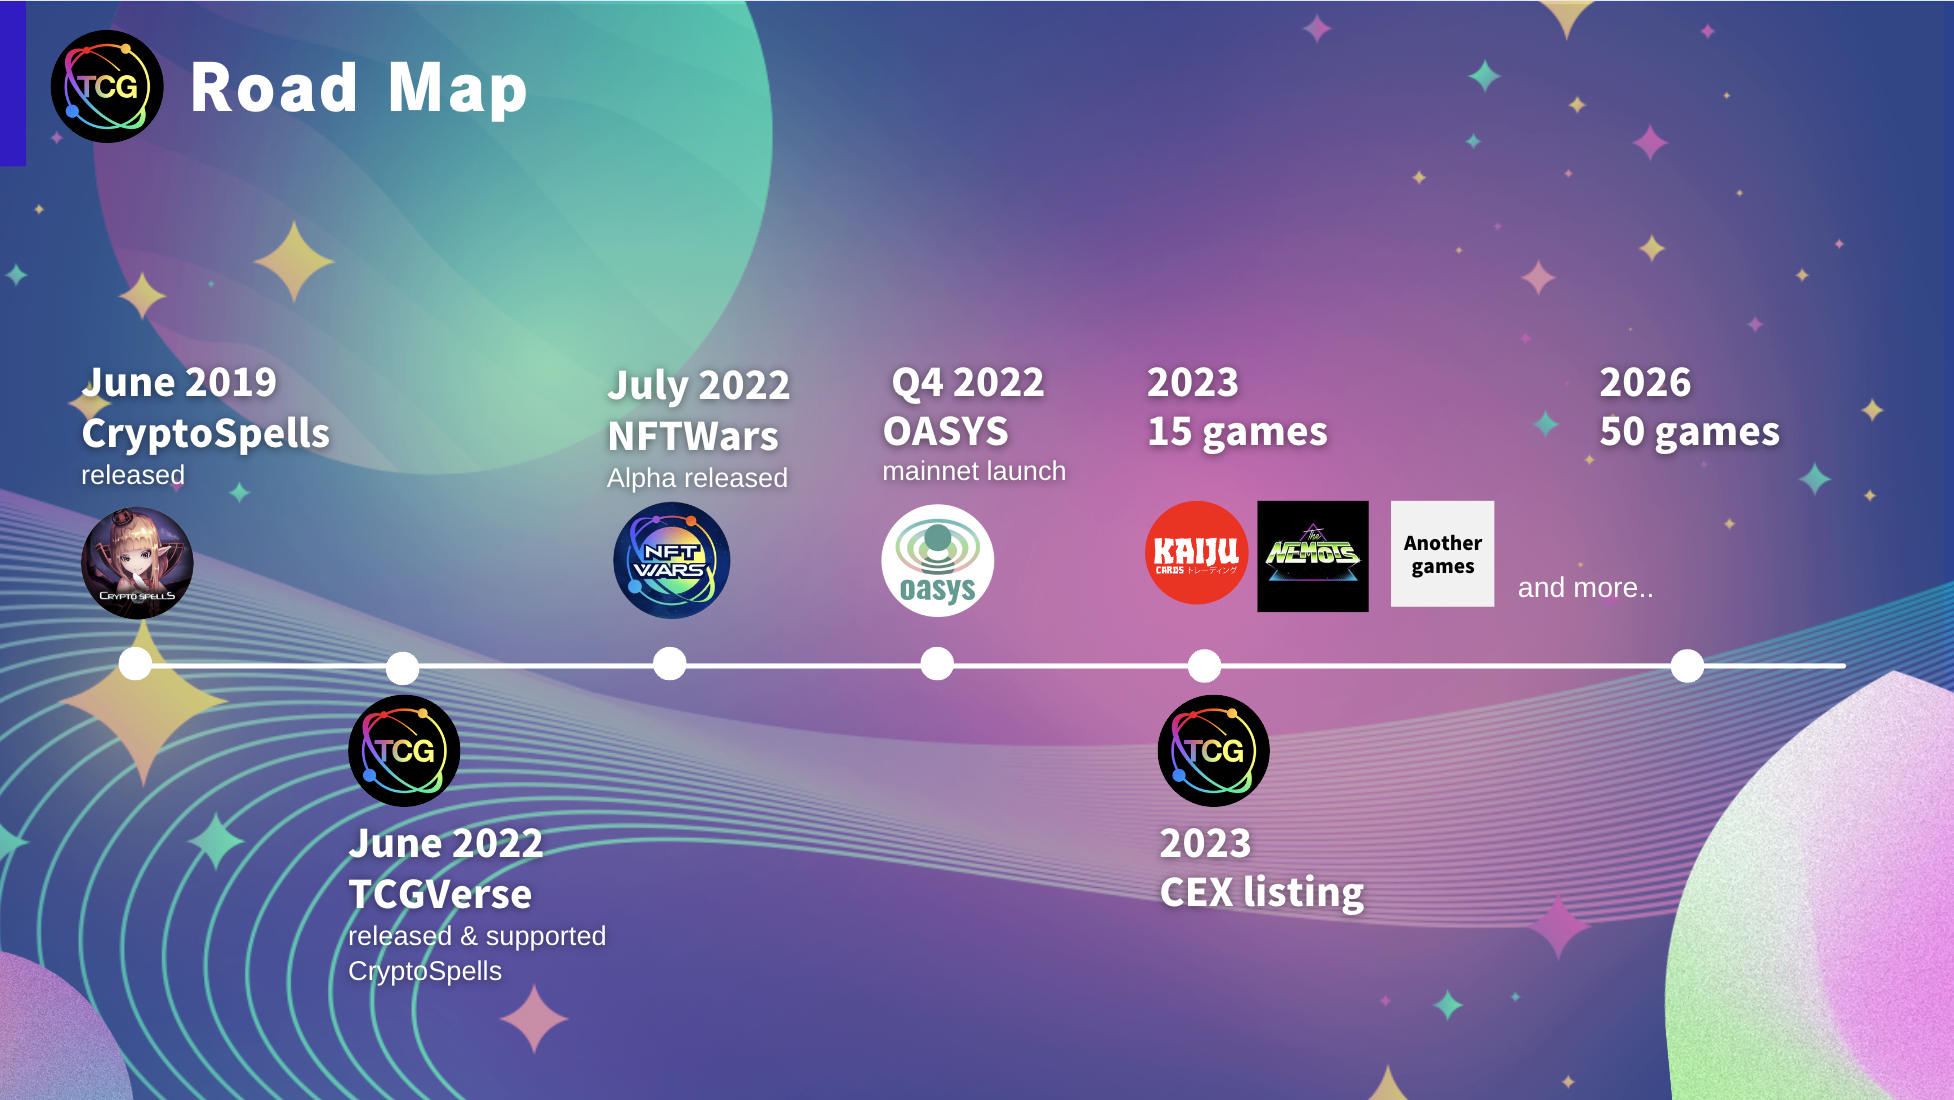 TCG
Road Map
June 2019
CryptoSpells
released
CRYPTO SPELLS
July 2022
NFTWars
Alpha released
NFT
WARS
Q4 2022
OASYS
mainnet launch
oasys
2023
15 games
KAIJU
CARDS トレーディング
the
NEMOTS
Another
games
and more..
2026
50 games
TCG
June 2022
TCGVerse
released & supported
CryptoSpells
TCG
2023
CEX listing